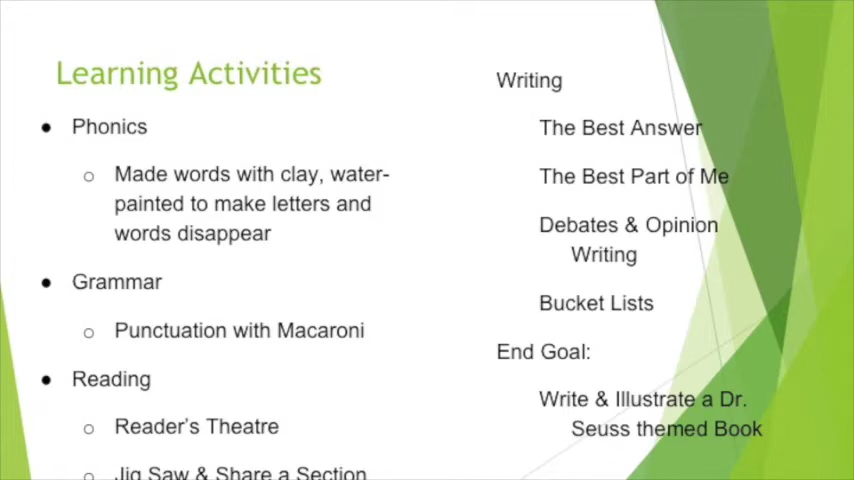 Learning Activities
Phonics
Made words with clay, water-
painted to make letters and
words disappear
Grammar
Punctuation with Macaroni
Reading
Reader's Theatre
Jig Saw & Share a Section
Writing
The Best Answer
The Best Part of Me
Debates & Opinion
Writing
Bucket Lists
End Goal:
Write & Illustrate a Dr.
Seuss themed Book